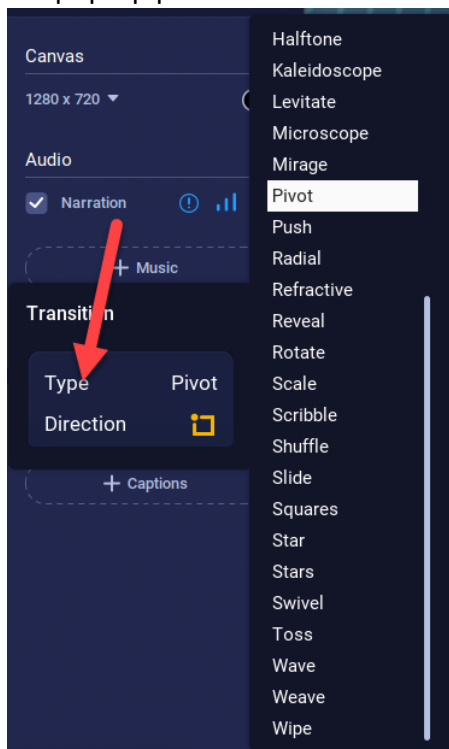 Canvas
1280 x 720
Audio
Narration
+ Music
Transition
Type Pivot
Direction
+ Captions
Halftone
Kaleidoscope
Levitate
Microscope
Mirage
Pivot
Push
Radial
Refractive
Reveal
Rotate
Scale
Scribble
Shuffle
Slide
Squares
Star
Stars
Swivel
Toss
Wave
Weave
Wipe